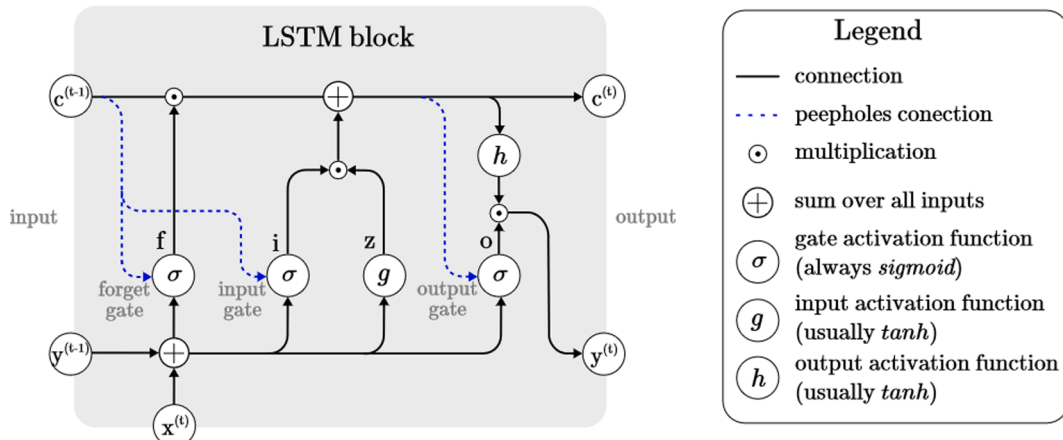 LSTM block
c(t-1)
c(t)
h
input
output
f
i
z
o
σ
σ
g
σ
forget
gate
input
gate
output
gate
y(t-1)
y(t)
x(t)
Legend
connection
peepholes conection
multiplication
sum over all inputs
σ
gate activation function
(always sigmoid)
g
input activation function
(usually tanh)
h
output activation function
(usually tanh)